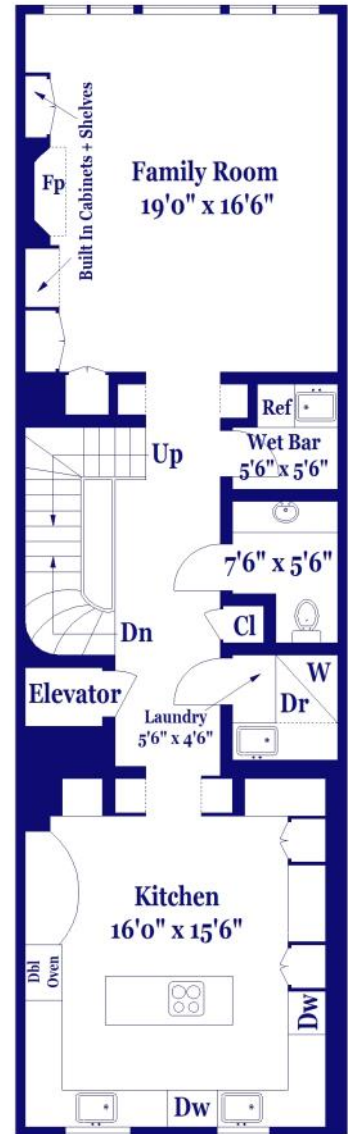 Family Room
19'0" x 16'6"
Built In Cabinets + Shelves
Fp
Ref
Wet Bar
5'6" x 5'6"
Up
7'6" x 5'6"
Dn
Cl
Elevator
Laundry
5'6" x 4'6"
W
Dr
Kitchen
16'0" x 15'6"
Dbl
Oven
Dw
Dw